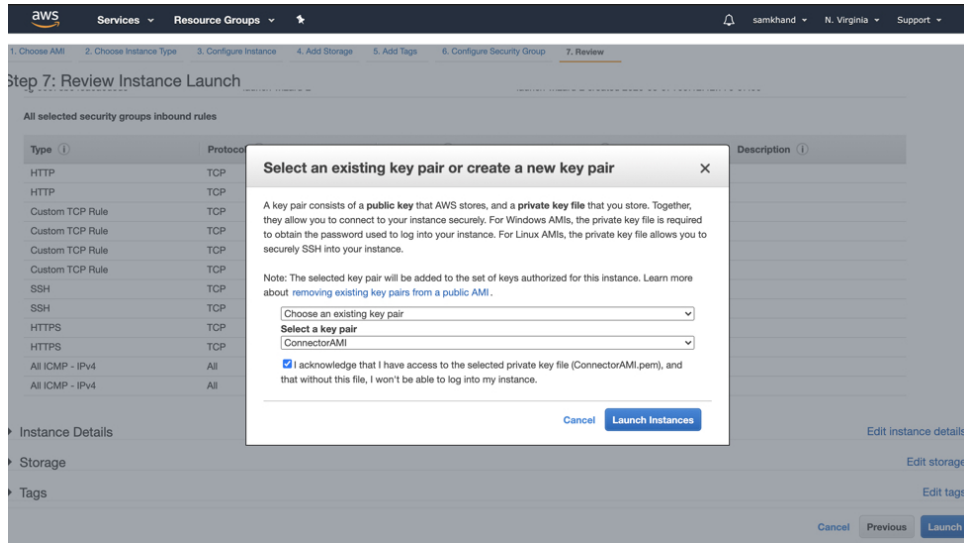 aws Services Resource Groups samkhand N. Virginia Support
1. Choose AMI 2. Choose Instance Type 3. Configure Instance 4. Add Storage 5. Add Tags 6. Configure Security Group 7. Review
Step 7: Review Instance Launch
All selected security groups inbound rules
Type Protocol Description
HTTP TCP
HTTP TCP
Custom TCP Rule TCP
Custom TCP Rule TCP
Custom TCP Rule TCP
Custom TCP Rule TCP
SSH TCP
SSH TCP
HTTPS TCP
HTTPS TCP
All ICMP - IPv4 All
All ICMP - IPv4 All
Select an existing key pair or create a new key pair
A key pair consists of a public key that AWS stores, and a private key file that you store. Together,
they allow you to connect to your instance securely. For Windows AMIs, the private key file is required
to obtain the password used to log into your instance. For Linux AMIs, the private key file allows you to
securely SSH into your instance.
Note: The selected key pair will be added to the set of keys authorized for this instance. Learn more
about removing existing key pairs from a public AMI.
Choose an existing key pair
Select a key pair
ConnectorAMI
I acknowledge that I have access to the selected private key file (ConnectorAMI.pem), and
that without this file, I won't be able to log into my instance.
Cancel Launch Instances
Instance Details Edit instance details
Storage Edit storage
Tags Edit tags
Cancel Previous Launch